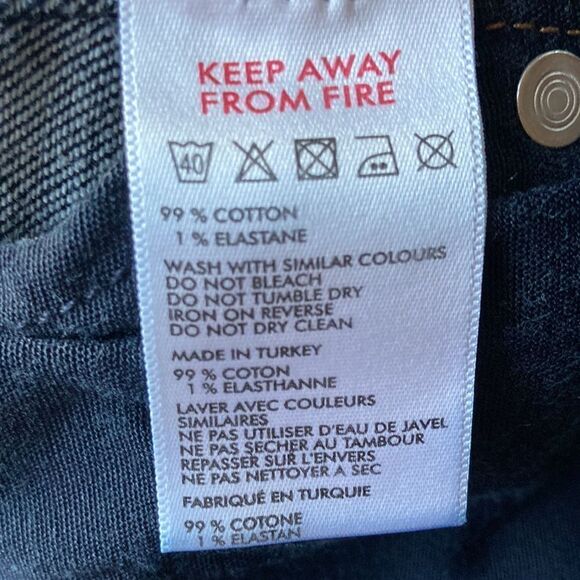 KEEP AWAY
FROM FIRE
40
99 % COTTON
1 % ELASTANE
WASH WITH SIMILAR COLOURS
DO NOT BLEACH
DO NOT TUMBLE DRY
IRON ON REVERSE
DO NOT DRY CLEAN
MADE IN TURKEY
99 % COTON
1 % ELASTHANNE
LAVER AVEC COULEURS
SIMILAIRES
NE PAS UTILISER D'EAU DE JAVEL
NE PAS SECHER AU TAMBOUR
REPASSER SUR L'ENVERS
NE PAS NETTOYER A SEC
FABRIQUÉ EN TURQUIE
99 % COTONE
1 % ELASTAN